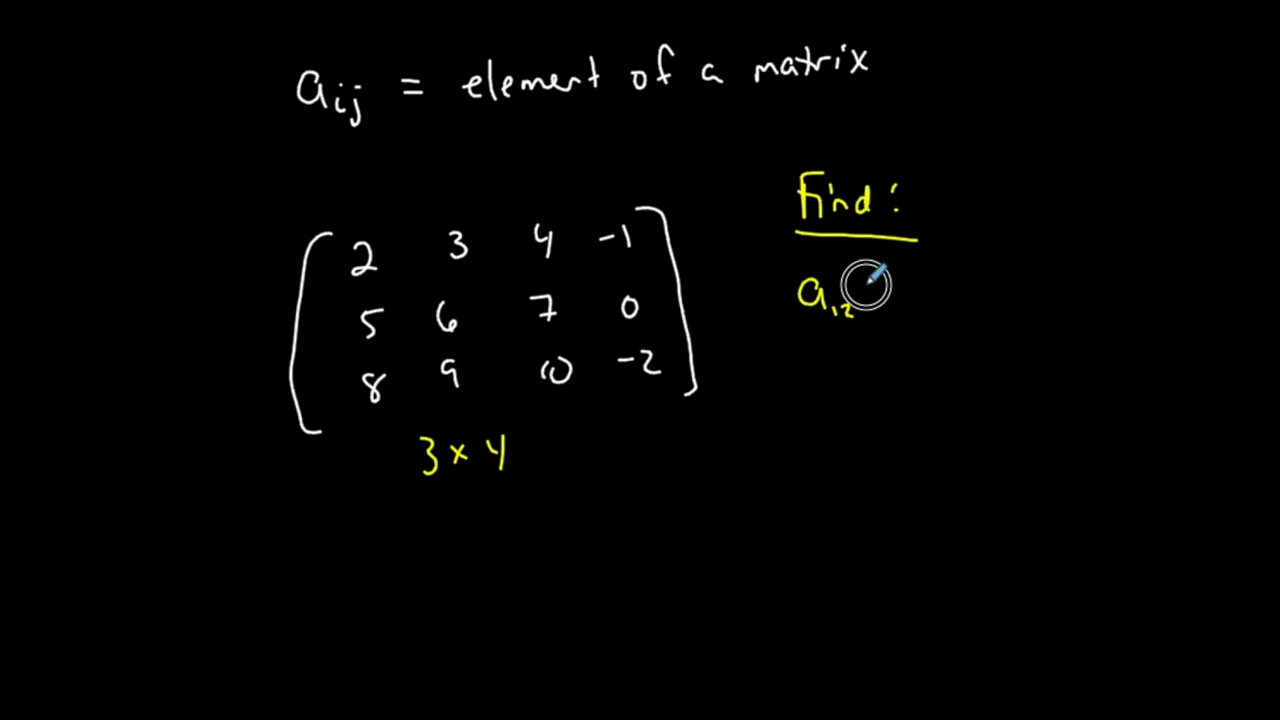 aij = element of a matrix
Find:
2 3 4 -1
a12
5 6 7 0
8 9 10 -2
3 x 4